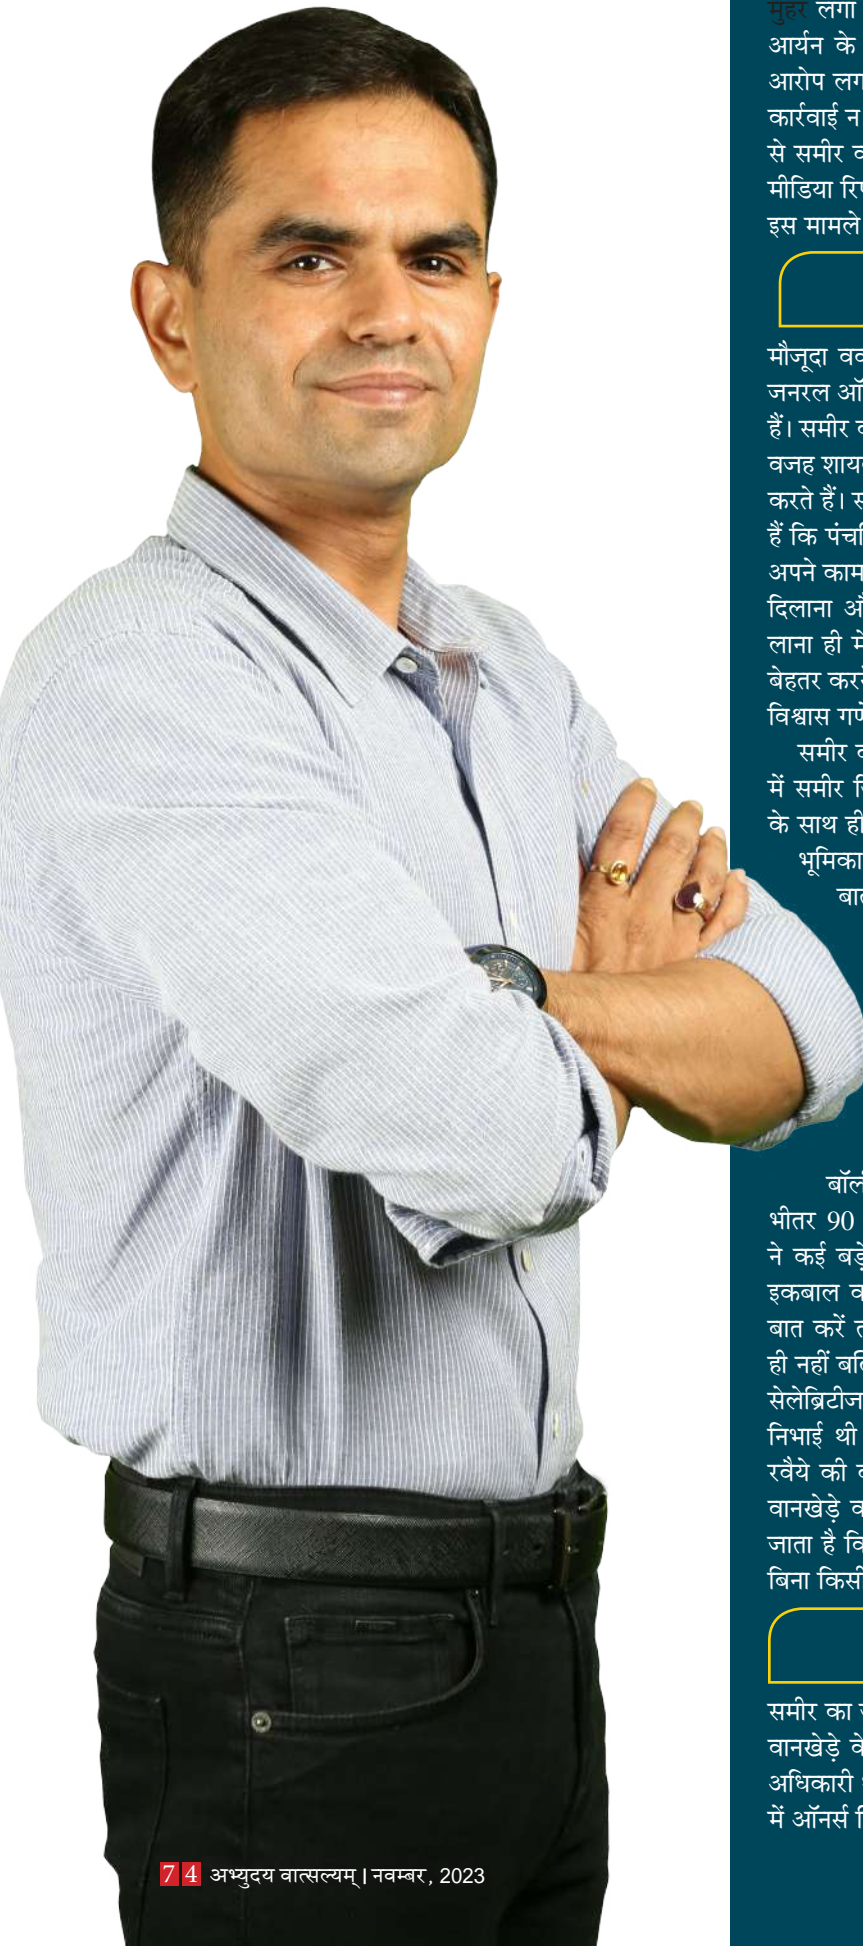 मुहर लगा
आर्यन के
आरोप
कार्रवाई न
से समीर
मीडिया
इस मामले
मौजूदा
जनरल
हैं। समीर
वजह
करते हैं।
हैं कि
अपने काम
दिलाना
लाना ही
बेहतर
विश्वास
समीर
में समीर
के साथ ही
भूमिका
भीतर 90
ने कई बड़े
इकबाल
बात करें
ही नहीं
सेलेब्रिटीज
निभाई थी
रवैये की
वानखेड़े
जाता है
बिना किसी
समीर का
वानखेड़े
अधिकारी
में ऑनर्स
74 अभ्युदय वात्सल्यम् | नवम्बर, 2023